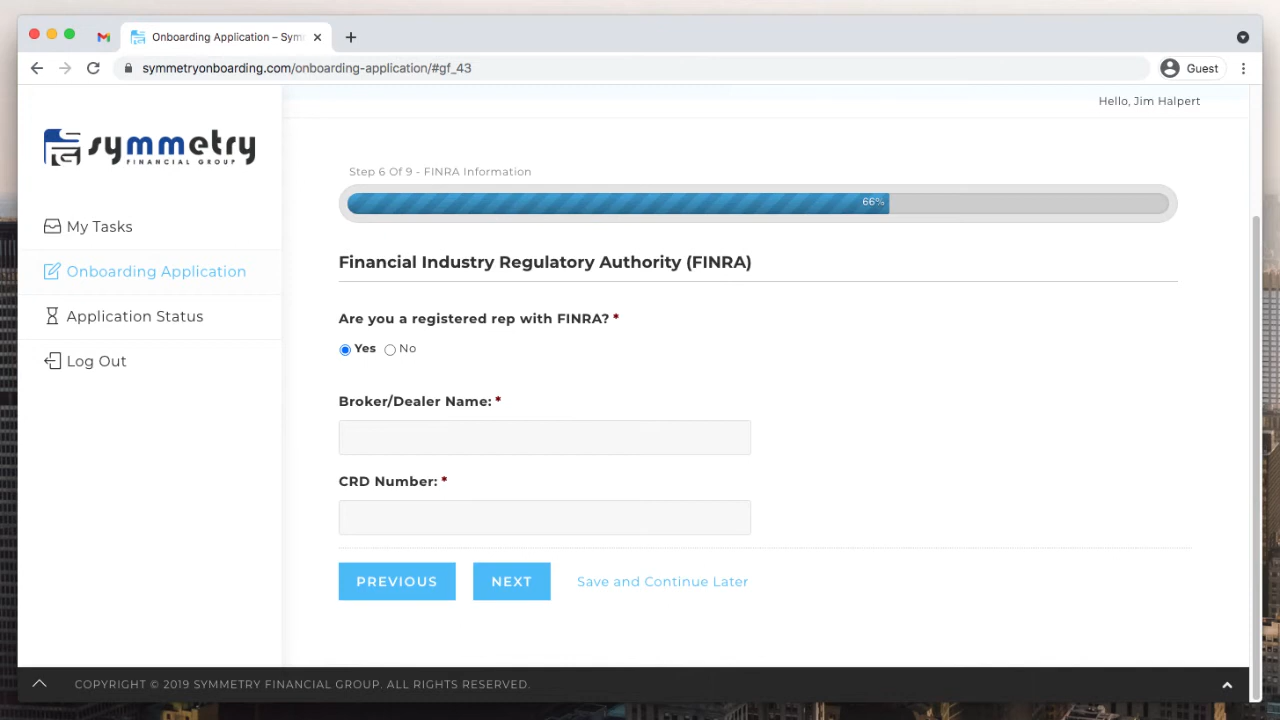 Onboarding Application – Sym
symmetryonboarding.com/onboarding-application/#gf_43
Guest
Hello, Jim Halpert
symmetry
FINANCIAL GROUP
My Tasks
Onboarding Application
Application Status
Log Out
Step 6 Of 9 - FINRA Information
66%
Financial Industry Regulatory Authority (FINRA)
Are you a registered rep with FINRA? *
Yes No
Broker/Dealer Name: *
CRD Number: *
PREVIOUS NEXT Save and Continue Later
COPYRIGHT © 2019 SYMMETRY FINANCIAL GROUP. ALL RIGHTS RESERVED.